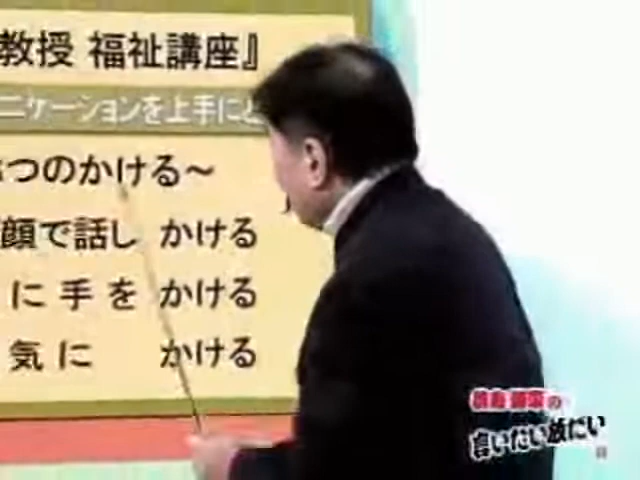 教授 福祉講座』
ニケーションを上手にと
つのかける～
顔で話し かける
に 手 を かける
気 に かける
の
言いたい放だい